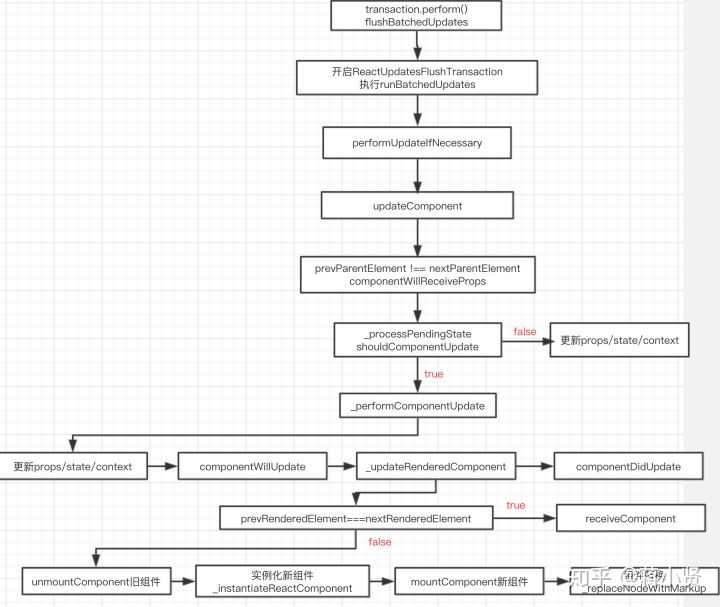 transaction.perform()
flushBatchedUpdates
开启ReactUpdatesFlushTransaction
执行runBatchedUpdates
performUpdateIfNecessary
updateComponent
prevParentElement !== nextParentElement
componentWillReceiveProps
_processPendingState
shouldComponentUpdate
false
更新props/state/context
true
_performComponentUpdate
更新props/state/context
componentWillUpdate
_updateRenderedComponent
componentDidUpdate
prevRenderedElement===nextRenderedElement
true
receiveComponent
false
unmountComponent旧组件
实例化新组件
_instantiateReactComponent
mountComponent新组件
_replaceNodeWithMarkup
知乎 @蒋小贤